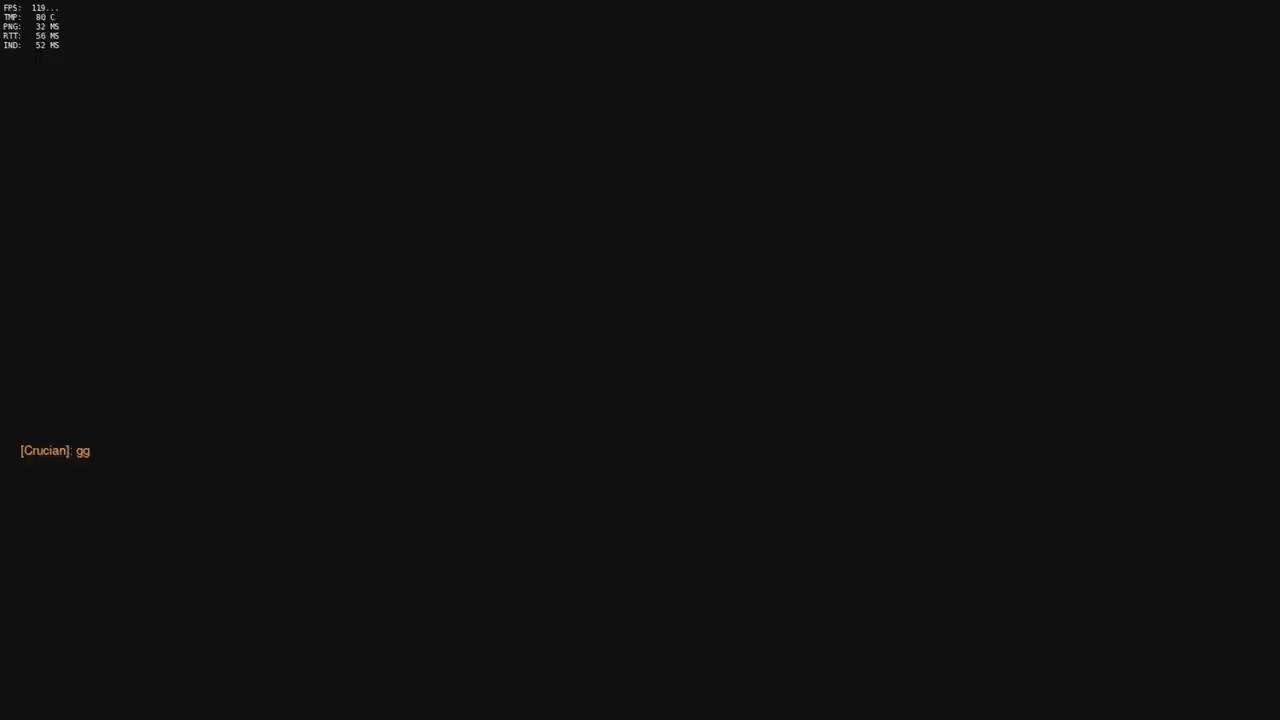 FPS: 119...
TMP: 80 C
PNG: 32 MS
RTT: 56 MS
IND: 52 MS
[Crucian]: gg